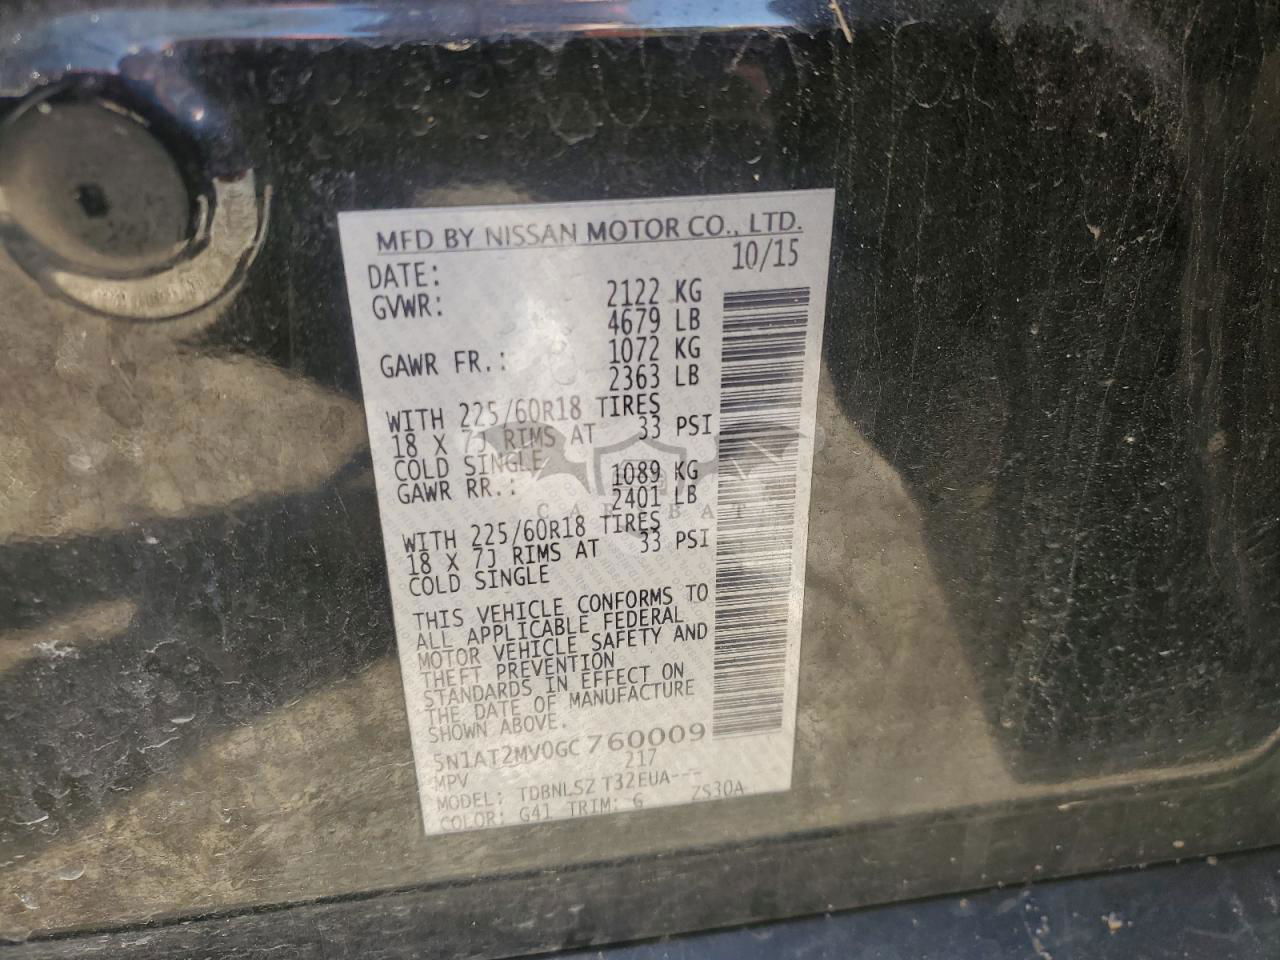 MFD BY NISSAN MOTOR CO., LTD.
DATE: 10/15
GVWR: 2122 KG
4679 LB
GAWR FR.: 1072 KG
2363 LB
WITH 225/60R18 TIRES
18 X 7J RIMS AT 33 PSI
COLD SINGLE
GAWR RR.: 1089 KG
2401 LB
WITH 225/60R18 TIRES
18 X 7J RIMS AT 33 PSI
COLD SINGLE
THIS VEHICLE CONFORMS TO
ALL APPLICABLE FEDERAL
MOTOR VEHICLE SAFETY AND
THEFT PREVENTION
STANDARDS IN EFFECT ON
THE DATE OF MANUFACTURE
SHOWN ABOVE.
5N1AT2MV0GC760009
MPV 217
MODEL: TDBNLSZ T32EUA---
COLOR: G41 TRIM: G ZS30A